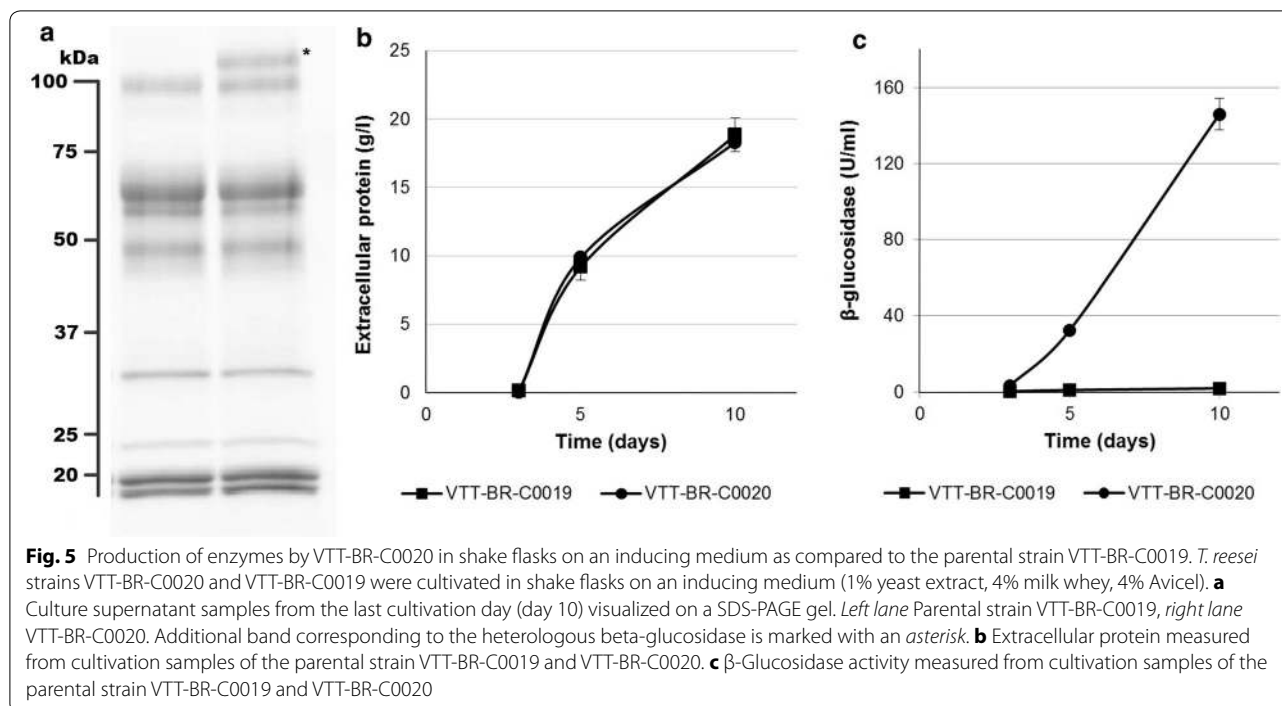 a
kDa
*
100
75
50
37
25
20
b
Extracellular protein (g/l)
25
20
15
10
5
0
0 5 10
Time (days)
VTT-BR-C0019 VTT-BR-C0020
c
β-glucosidase (U/ml)
160
120
80
40
0
0 5 10
Time (days)
VTT-BR-C0019 VTT-BR-C0020
Fig. 5 Production of enzymes by VTT-BR-C0020 in shake flasks on an inducing medium as compared to the parental strain VTT-BR-C0019. T. reesei
strains VTT-BR-C0020 and VTT-BR-C0019 were cultivated in shake flasks on an inducing medium (1% yeast extract, 4% milk whey, 4% Avicel). a
Culture supernatant samples from the last cultivation day (day 10) visualized on a SDS-PAGE gel. Left lane Parental strain VTT-BR-C0019, right lane
VTT-BR-C0020. Additional band corresponding to the heterologous beta-glucosidase is marked with an asterisk. b Extracellular protein measured
from cultivation samples of the parental strain VTT-BR-C0019 and VTT-BR-C0020. c β-Glucosidase activity measured from cultivation samples of the
parental strain VTT-BR-C0019 and VTT-BR-C0020